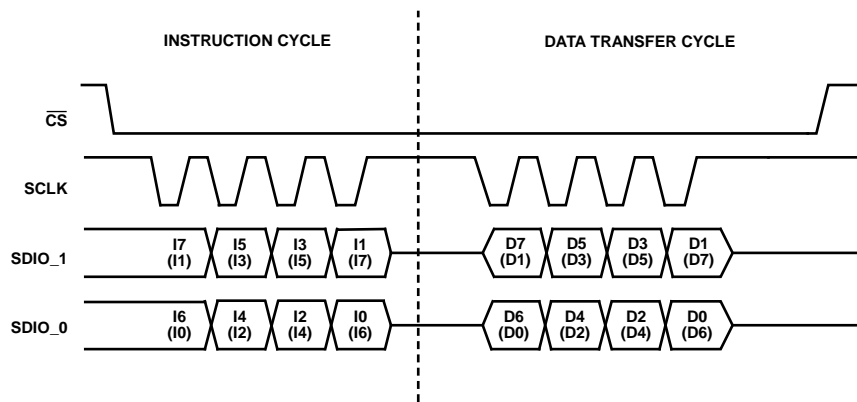 INSTRUCTION CYCLE DATA TRANSFER CYCLE
CS
SCLK
SDIO_1 I7 I5 I3 I1 D7 D5 D3 D1
(I1) (I3) (I5) (I7) (D1) (D3) (D5) (D7)
SDIO_0 I6 I4 I2 I0 D6 D4 D2 D0
(I0) (I2) (I4) (I6) (D0) (D2) (D4) (D6)